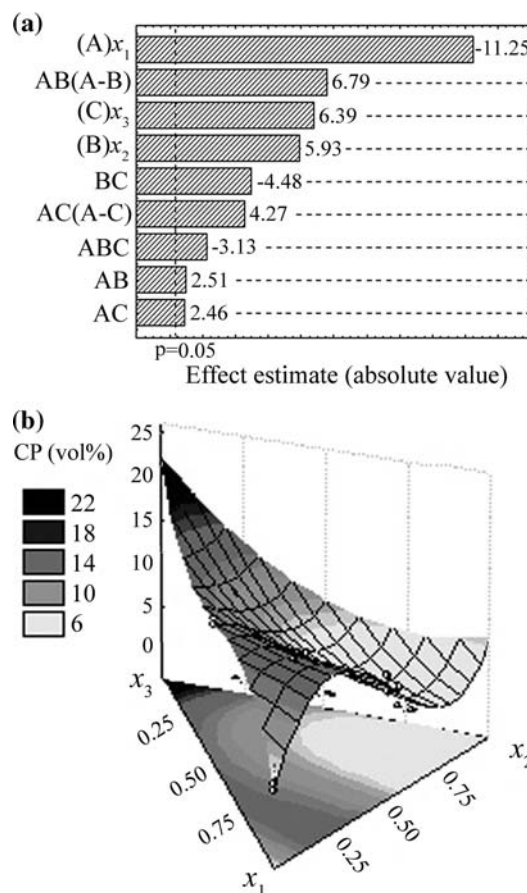 (a)
(A)x₁ -11.25
AB(A-B) 6.79
(C)x₃ 6.39
(B)x₂ 5.93
BC -4.48
AC(A-C) 4.27
ABC -3.13
AB 2.51
AC 2.46
p=0.05
Effect estimate (absolute value)
(b)
CP (vol%)
22
18
14
10
6
25
20
15
10
5
0
x₃
0.25
0.50
0.75
x₁
0.25
0.50
0.75
x₂